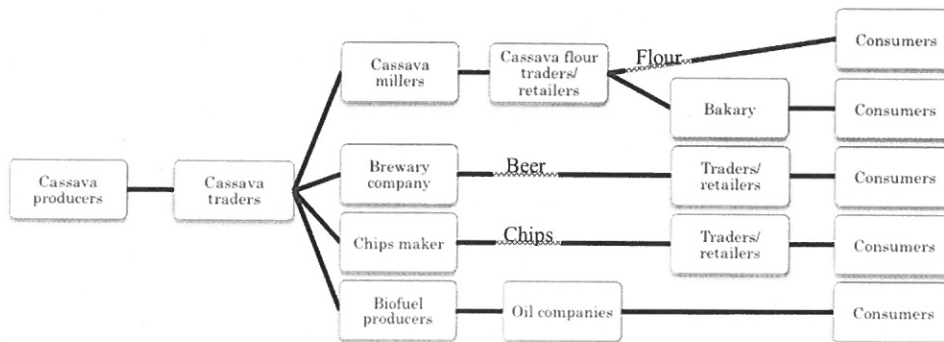 Cassava
producers
Cassava
traders
Cassava
millers
Cassava flour
traders/
retailers
Flour
Consumers
Bakary
Consumers
Brewary
company
Beer
Traders/
retailers
Consumers
Chips maker
Chips
Traders/
retailers
Consumers
Biofuel
producers
Oil companies
Consumers